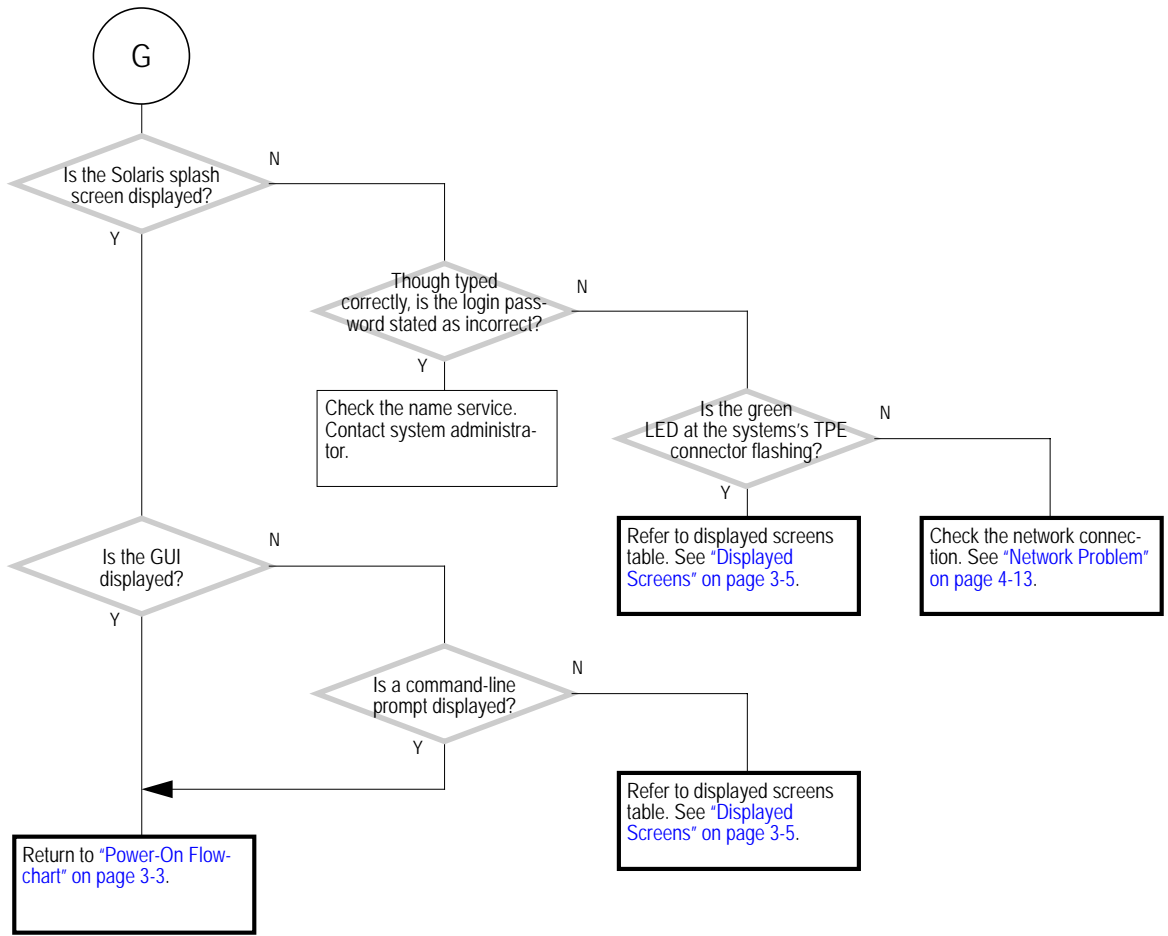 G
Is the Solaris splash
screen displayed?
N
Y
Though typed
correctly, is the login pass-
word stated as incorrect?
N
Y
Check the name service.
Contact system administra-
tor.
Is the green
LED at the systems's TPE
connector flashing?
N
Y
Refer to displayed screens
table. See “Displayed
Screens” on page 3-5.
Check the network connec-
tion. See “Network Problem”
on page 4-13.
Is the GUI
displayed?
N
Y
Is a command-line
prompt displayed?
N
Y
Refer to displayed screens
table. See “Displayed
Screens” on page 3-5.
Return to “Power-On Flow-
chart” on page 3-3.